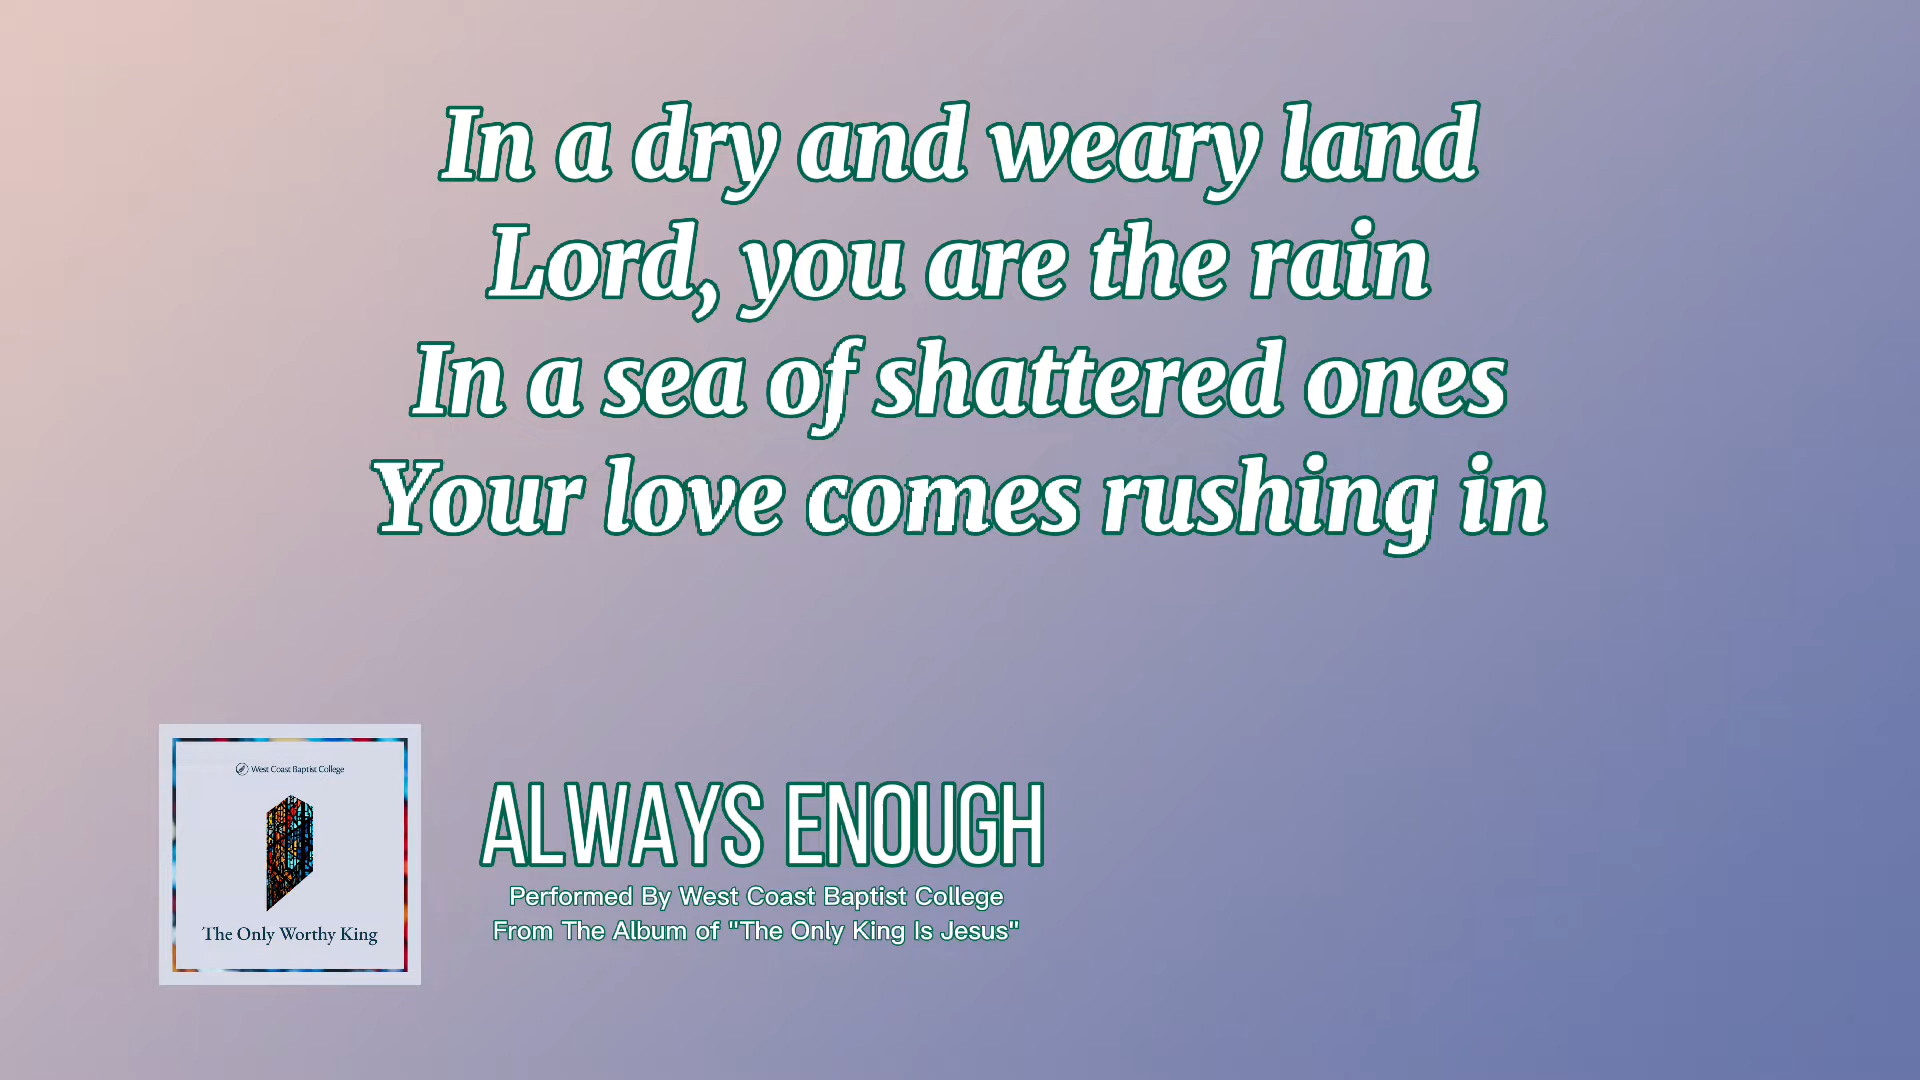 In a dry and weary land
Lord, you are the rain
In a sea of shattered ones
Your love comes rushing in
West Coast Baptist College
The Only Worthy King
ALWAYS ENOUGH
Performed By West Coast Baptist College
From The Album of "The Only King Is Jesus"